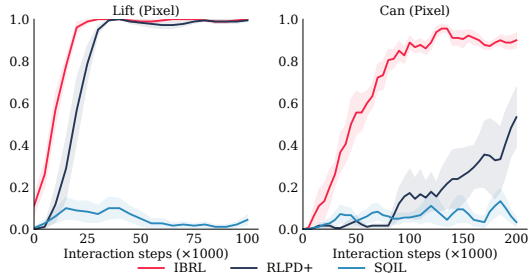 Lift (Pixel)
1.0
0.8
0.6
0.4
0.2
0.0
0 25 50 75 100
Interaction steps (×1000)
Can (Pixel)
1.0
0.8
0.6
0.4
0.2
0.0
0 50 100 150 200
Interaction steps (×1000)
IBRL RLPD+ SQIL